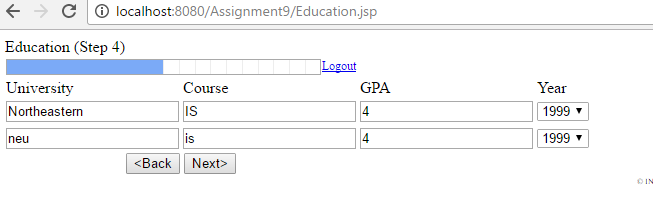 localhost:8080/Assignment9/Education.jsp
Education (Step 4)
Logout
University Course GPA Year
Northeastern IS 4 1999
neu is 4 1999
<Back Next>
© IN